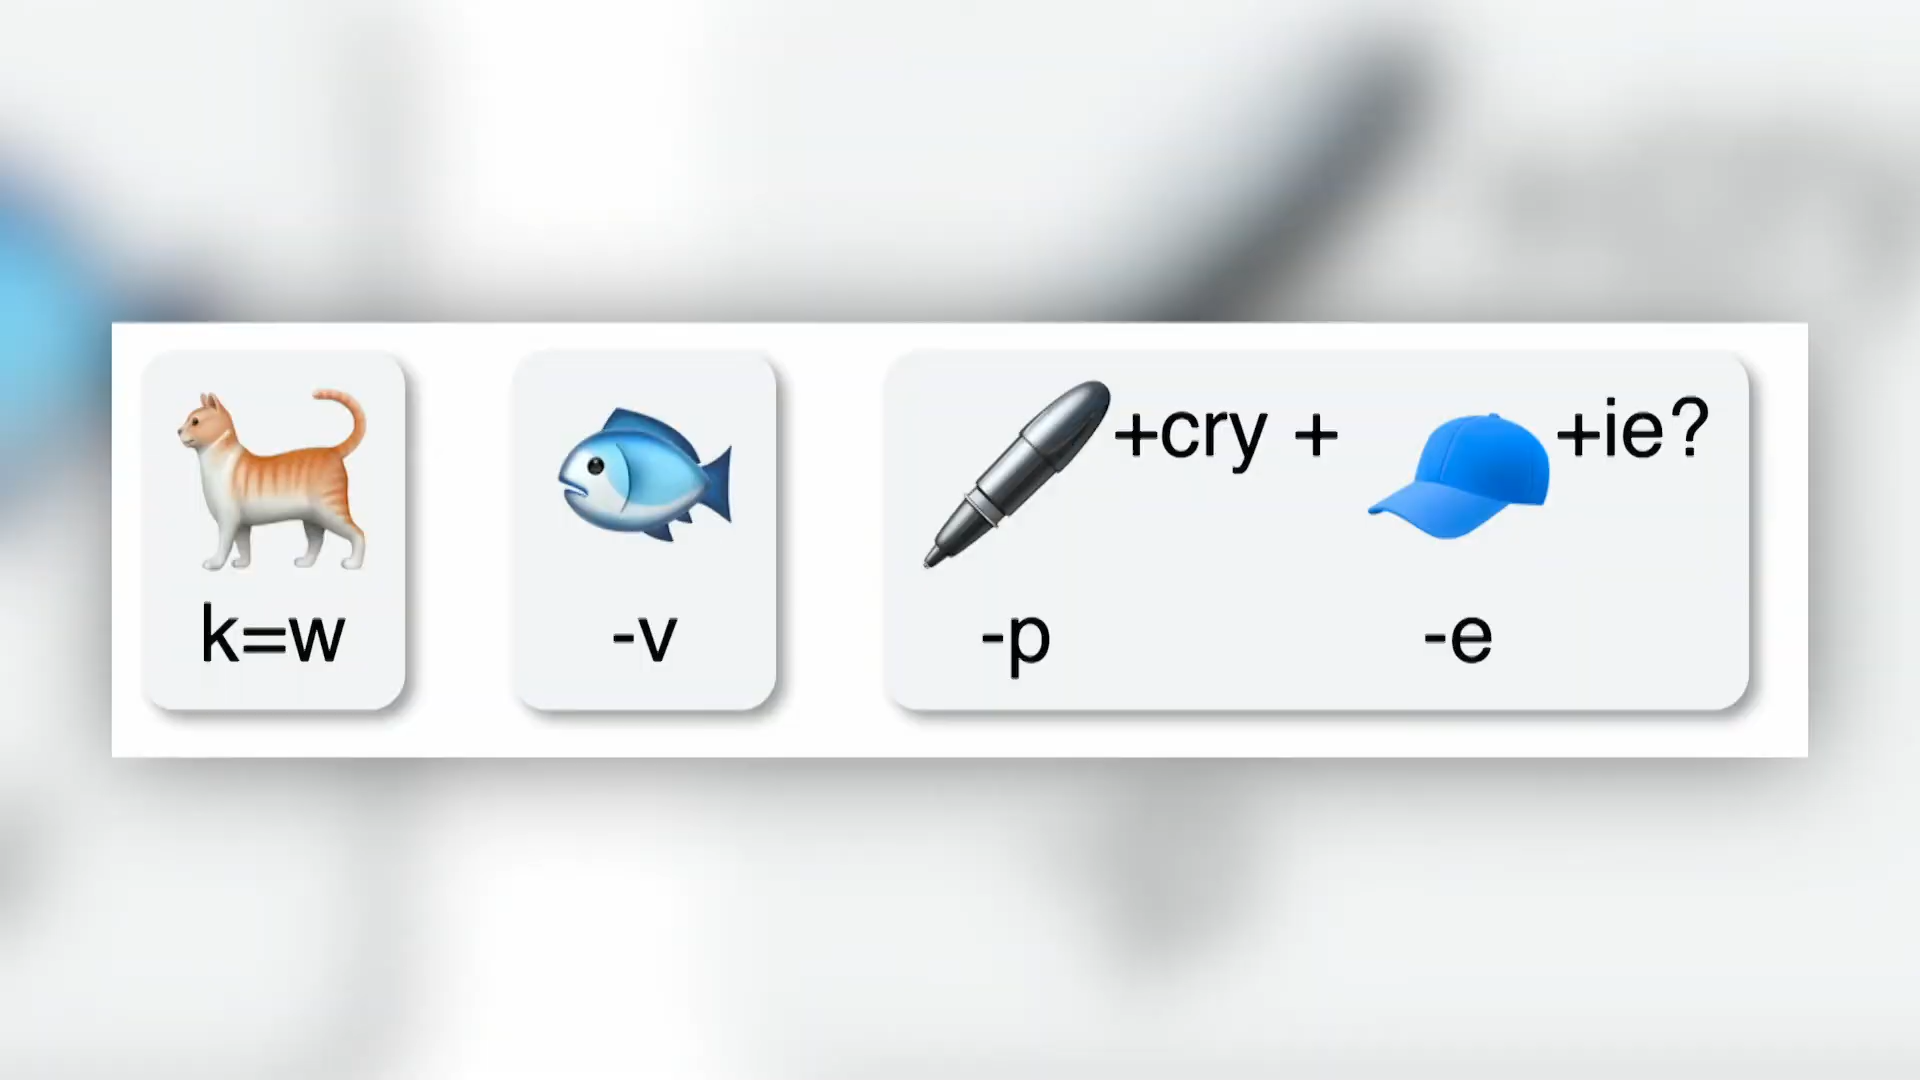 +cry + +ie?
k=w -v -p -e